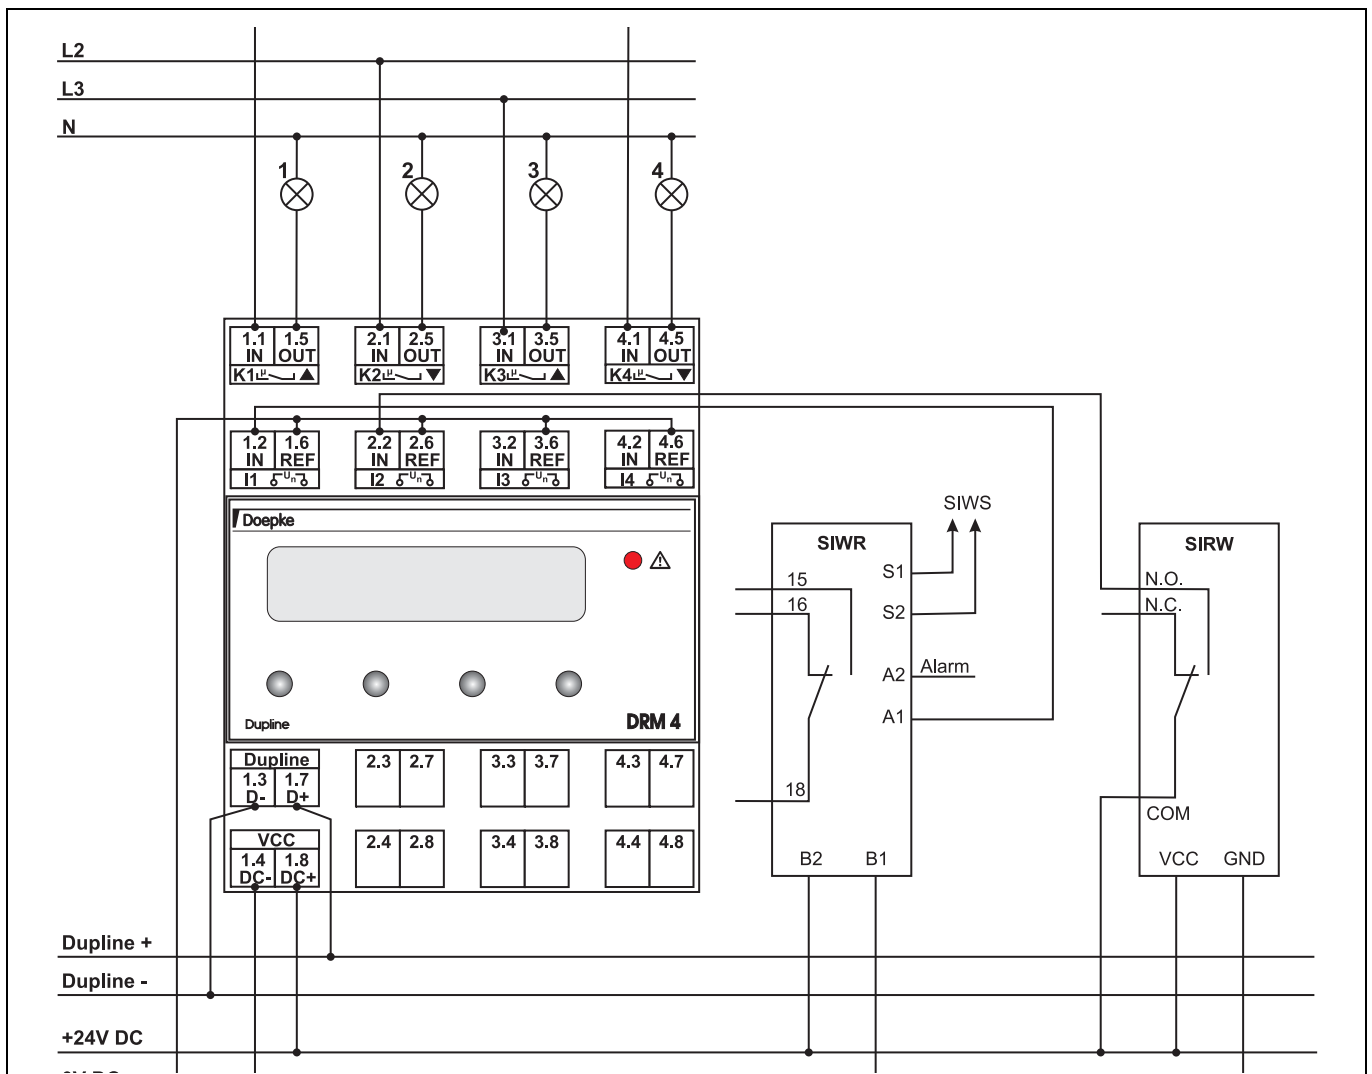 L2
L3
N
1 2 3 4
1.1 1.5 2.1 2.5 3.1 3.5 4.1 4.5
IN OUT IN OUT IN OUT IN OUT
K1 µ K2 µ K3 µ K4 µ
1.2 1.6 2.2 2.6 3.2 3.6 4.2 4.6
IN REF IN REF IN REF IN REF
I1 Un I2 Un I3 Un I4 Un
Doepke
Dupline
DRM 4
Dupline
1.3 1.7 2.3 2.7 3.3 3.7 4.3 4.7
D- D+
VCC
1.4 1.8 2.4 2.8 3.4 3.8 4.4 4.8
DC- DC+
SIWS
SIWR
15
16
18
S1
S2
A2 Alarm
A1
B2 B1
SIRW
N.O.
N.C.
COM
VCC GND
Dupline +
Dupline -
+24V DC